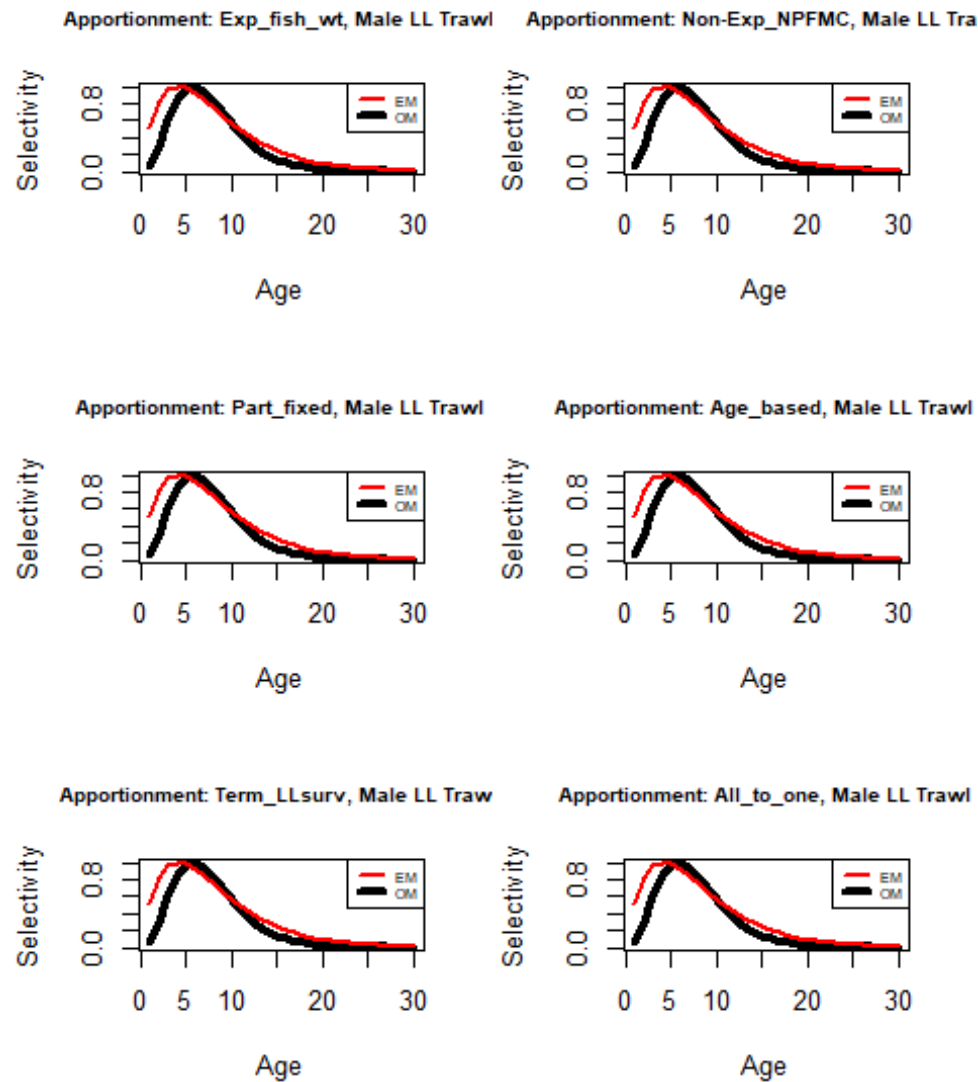 Apportionment: Exp_fish_wt, Male LL Trawl
Selectivity
0.0 0.8
EM
OM
0 5 10 20 30
Age
Apportionment: Non-Exp_NPFMC, Male LL Tra
Selectivity
0.0 0.8
EM
OM
0 5 10 20 30
Age
Apportionment: Part_fixed, Male LL Trawl
Selectivity
0.0 0.8
EM
OM
0 5 10 20 30
Age
Apportionment: Age_based, Male LL Trawl
Selectivity
0.0 0.8
EM
OM
0 5 10 20 30
Age
Apportionment: Term_LLsurv, Male LL Traw
Selectivity
0.0 0.8
EM
OM
0 5 10 20 30
Age
Apportionment: All_to_one, Male LL Trawl
Selectivity
0.0 0.8
EM
OM
0 5 10 20 30
Age